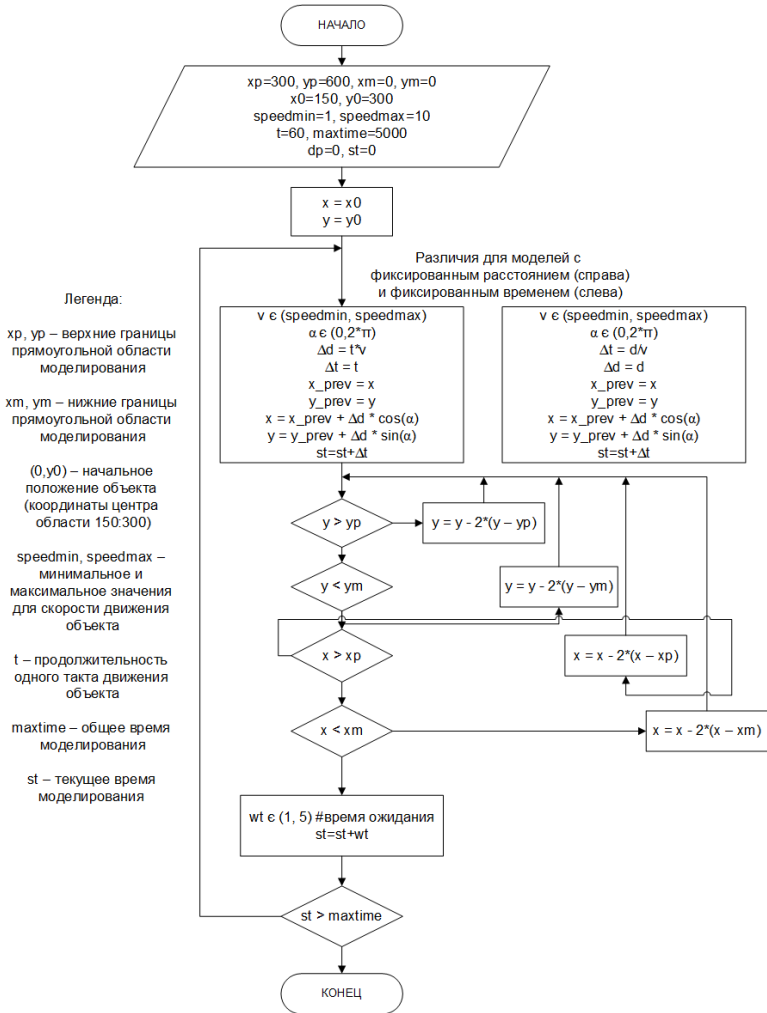 НАЧАЛО
xp=300, yp=600, xm=0, ym=0
x0=150, y0=300
speedmin=1, speedmax=10
t=60, maxtime=5000
dp=0, st=0
x = x0
y = y0
Различия для моделей с
фиксированным расстоянием (справа)
и фиксированным временем (слева)
Легенда:
xp, yp – верхние границы
прямоугольной области
моделирования
xm, ym – нижние границы
прямоугольной области
моделирования
(0,y0) – начальное
положение объекта
(координаты центра
области 150:300)
speedmin, speedmax –
минимальное и
максимальное значения
для скорости движения
объекта
t – продолжительность
одного такта движения
объекта
maxtime – общее время
моделирования
st – текущее время
моделирования
v є (speedmin, speedmax)
α є (0,2*π)
Δd = t*v
Δt = t
x_prev = x
y_prev = y
x = x_prev + Δd * cos(α)
y = y_prev + Δd * sin(α)
st=st+Δt
v є (speedmin, speedmax)
α є (0,2*π)
Δt = d/v
Δd = d
x_prev = x
y_prev = y
x = x_prev + Δd * cos(α)
y = y_prev + Δd * sin(α)
st=st+Δt
y > yp
y = y - 2*(y – yp)
y < ym
y = y - 2*(y – ym)
x > xp
x = x - 2*(x – xp)
x < xm
x = x - 2*(x – xm)
wt є (1, 5) #время ожидания
st=st+wt
st > maxtime
КОНЕЦ